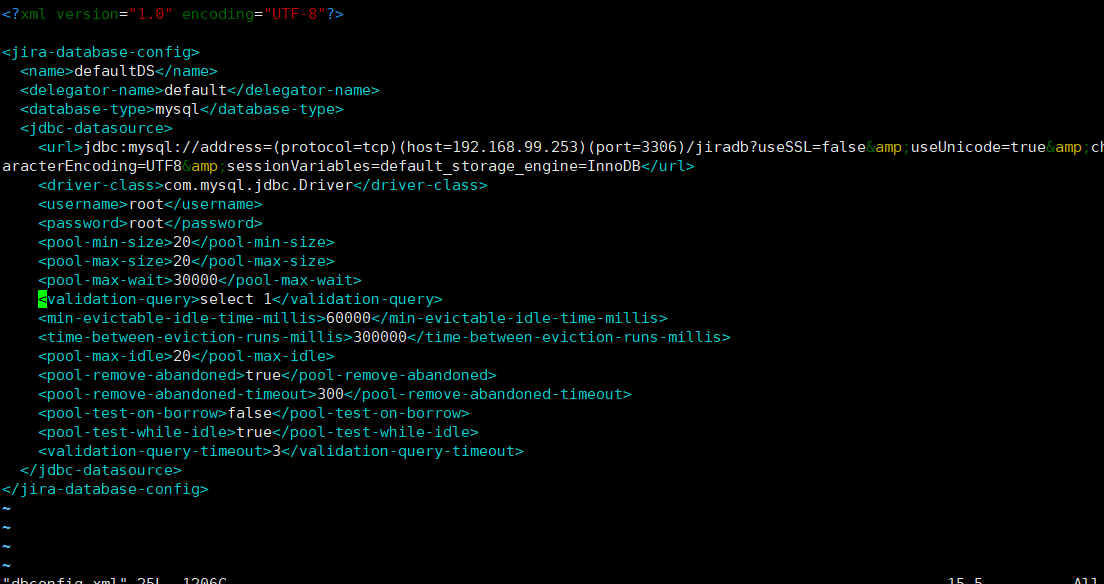 <?xml version="1.0" encoding="UTF-8"?>
<jira-database-config>
<name>defaultDS</name>
<delegator-name>default</delegator-name>
<database-type>mysql</database-type>
<jdbc-datasource>
<url>jdbc:mysql://address=(protocol=tcp)(host=192.168.99.253)(port=3306)/jiradb?useSSL=false&amp;useUnicode=true&amp;ch
aracterEncoding=UTF8&amp;sessionVariables=default_storage_engine=InnoDB</url>
<driver-class>com.mysql.jdbc.Driver</driver-class>
<username>root</username>
<password>root</password>
<pool-min-size>20</pool-min-size>
<pool-max-size>20</pool-max-size>
<pool-max-wait>30000</pool-max-wait>
<validation-query>select 1</validation-query>
<min-evictable-idle-time-millis>60000</min-evictable-idle-time-millis>
<time-between-eviction-runs-millis>300000</time-between-eviction-runs-millis>
<pool-max-idle>20</pool-max-idle>
<pool-remove-abandoned>true</pool-remove-abandoned>
<pool-remove-abandoned-timeout>300</pool-remove-abandoned-timeout>
<pool-test-on-borrow>false</pool-test-on-borrow>
<pool-test-while-idle>true</pool-test-while-idle>
<validation-query-timeout>3</validation-query-timeout>
</jdbc-datasource>
</jira-database-config>
~
~
~
~
"dbconfig.xml" 25L, 1206C 15,5 All